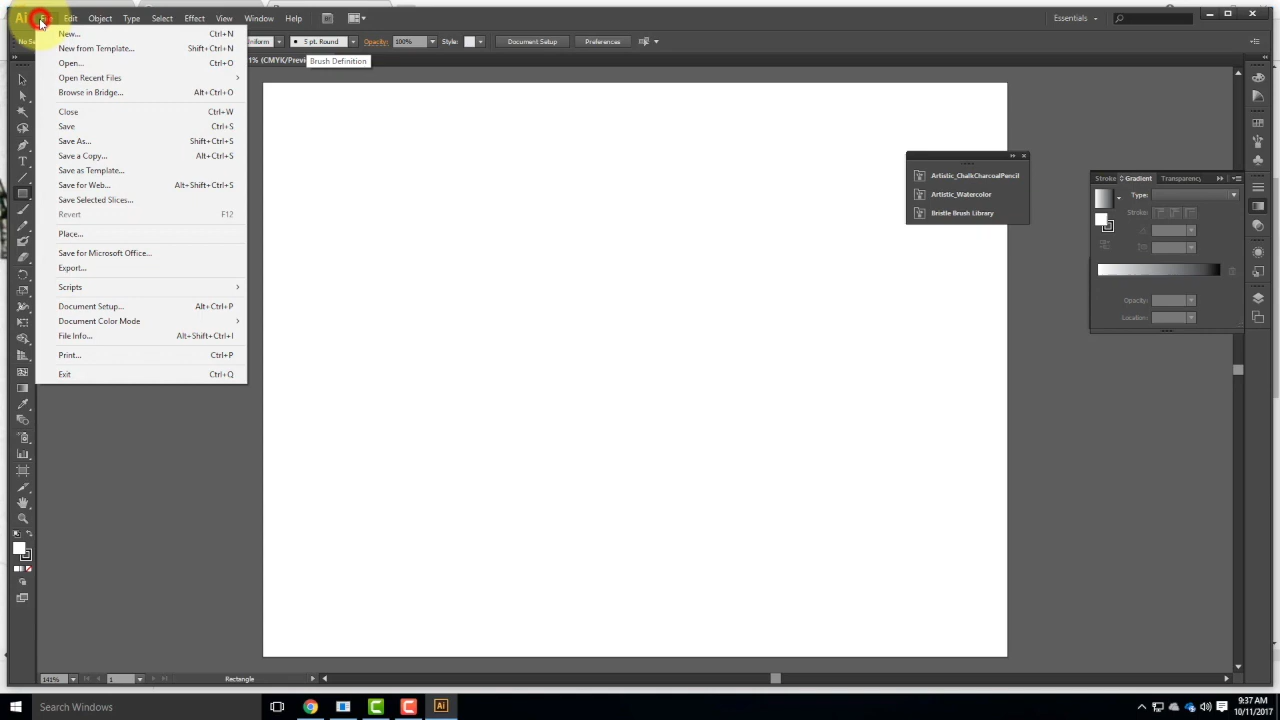 Ai File Edit Object Type Select Effect View Window Help Essentials
No Se 5 pt. Round Opacity: 100% Style: Document Setup Preferences
Brush Definition
New... Ctrl+N
New from Template... Shift+Ctrl+N
Open... Ctrl+O
Open Recent Files
Browse in Bridge... Alt+Ctrl+O
Close Ctrl+W
Save Ctrl+S
Save As... Shift+Ctrl+S
Save a Copy... Alt+Ctrl+S
Save as Template...
Save for Web... Alt+Shift+Ctrl+S
Save Selected Slices...
Revert F12
Place...
Save for Microsoft Office...
Export...
Scripts
Document Setup... Alt+Ctrl+P
Document Color Mode
File Info... Alt+Shift+Ctrl+I
Print... Ctrl+P
Exit Ctrl+Q
Artistic_ChalkCharcoalPencil
Artistic_Watercolor
Bristle Brush Library
Stroke Gradient Transparency
Type:
Stroke:
Opacity:
Location:
141% 1 Rectangle
Search Windows
Ai
9:37 AM
10/11/2017